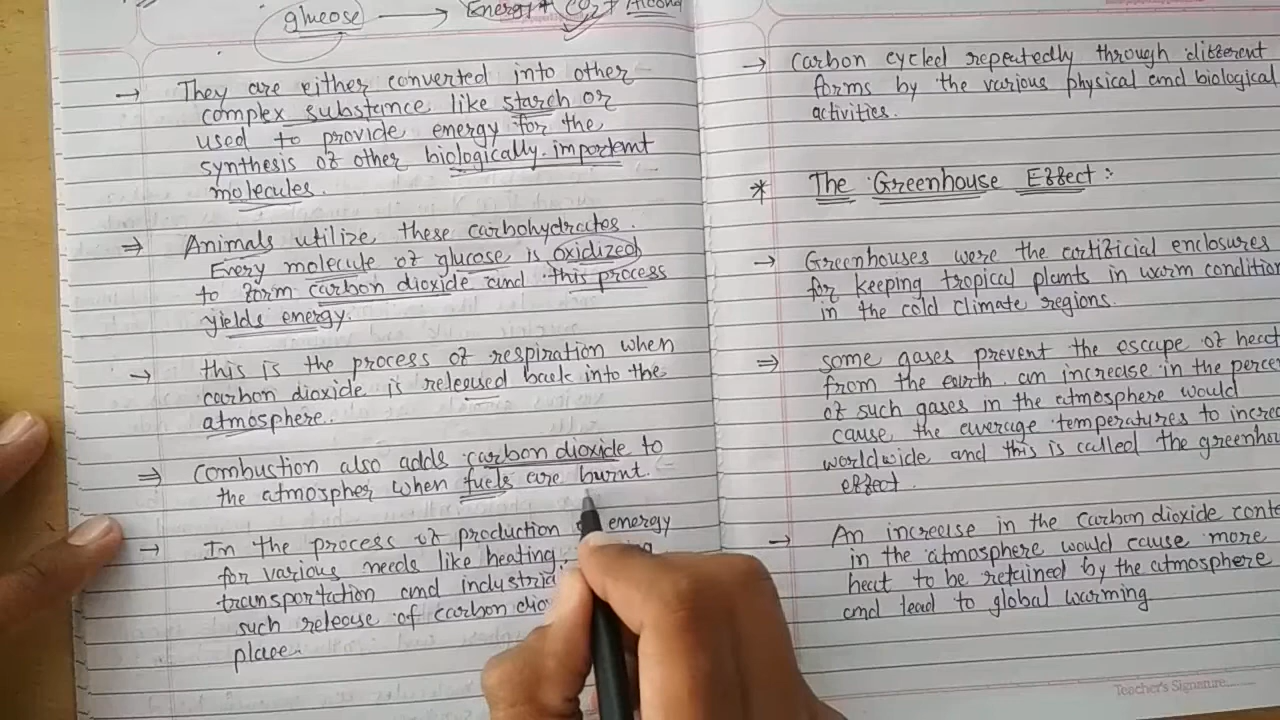 glucose ⟶ Energy + CO2 + Alcohol
→ They are either converted into other
complex substance like starch or
used to provide energy for the
synthesis of other biologically important
molecules.
⇒ Animals utilize these carbohydrates.
Every molecule of glucose is oxidized
to form carbon dioxide and this process
yields energy.
→ this is the process of respiration when
carbon dioxide is released back into the
atmosphere.
⇒ Combustion also adds carbon dioxide to
the atmospher when fuels are burnt.
→ In the process of production energy
for various needs like heating,
transportation and industria
such release of carbon dio
place.
→ Carbon cycled repeatedly through different
forms by the various physical and biological
activities.
* The Greenhouse Effect:
→ Greenhouses were the artificial enclosures
for keeping tropical plants in warm condition
in the cold climate regions.
⇒ some gases prevent the escape of heat
from the earth. an increase in the perce
of such gases in the atmosphere would
cause the average temperatures to incre
worldwide and this is called the greenhou
effect.
→ An increase in the carbon dioxide conte
in the atmosphere would cause more
heat to be retained by the atmosphere
and lead to global warming
Teacher's Signature